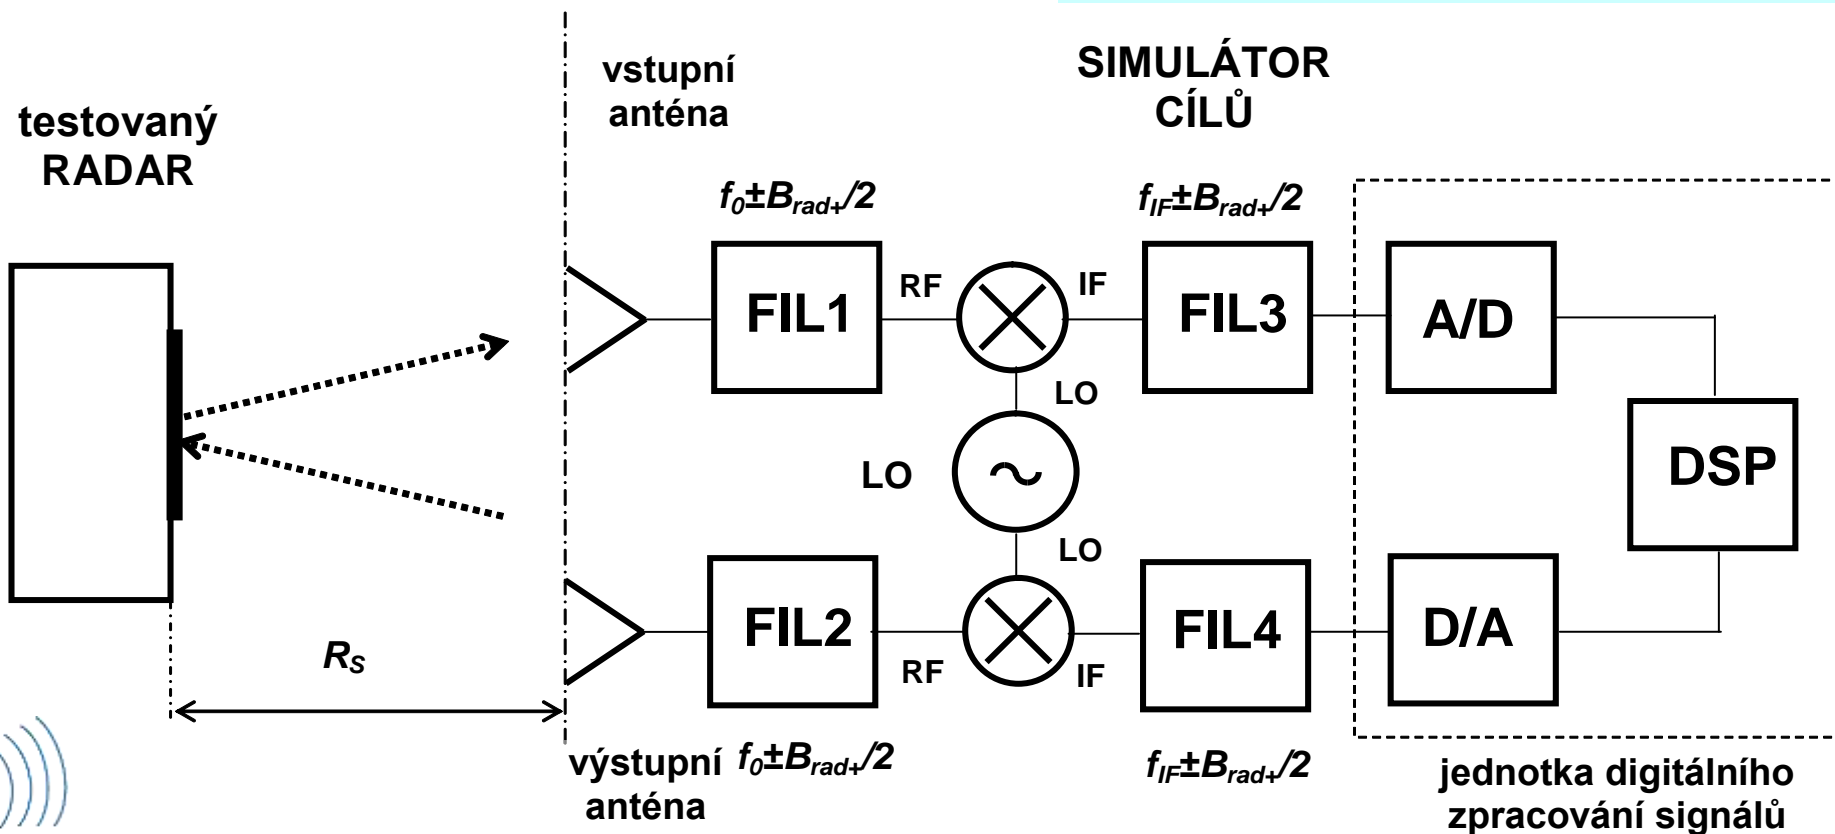 vstupní
anténa
SIMULÁTOR
CÍLŮ
testovaný
RADAR
f0±Brad+/2
fIF±Brad+/2
FIL1
RF
IF
FIL3
A/D
LO
LO
DSP
LO
FIL2
RF
IF
FIL4
D/A
RS
výstupní
anténa
f0±Brad+/2
fIF±Brad+/2
jednotka digitálního
zpracování signálů